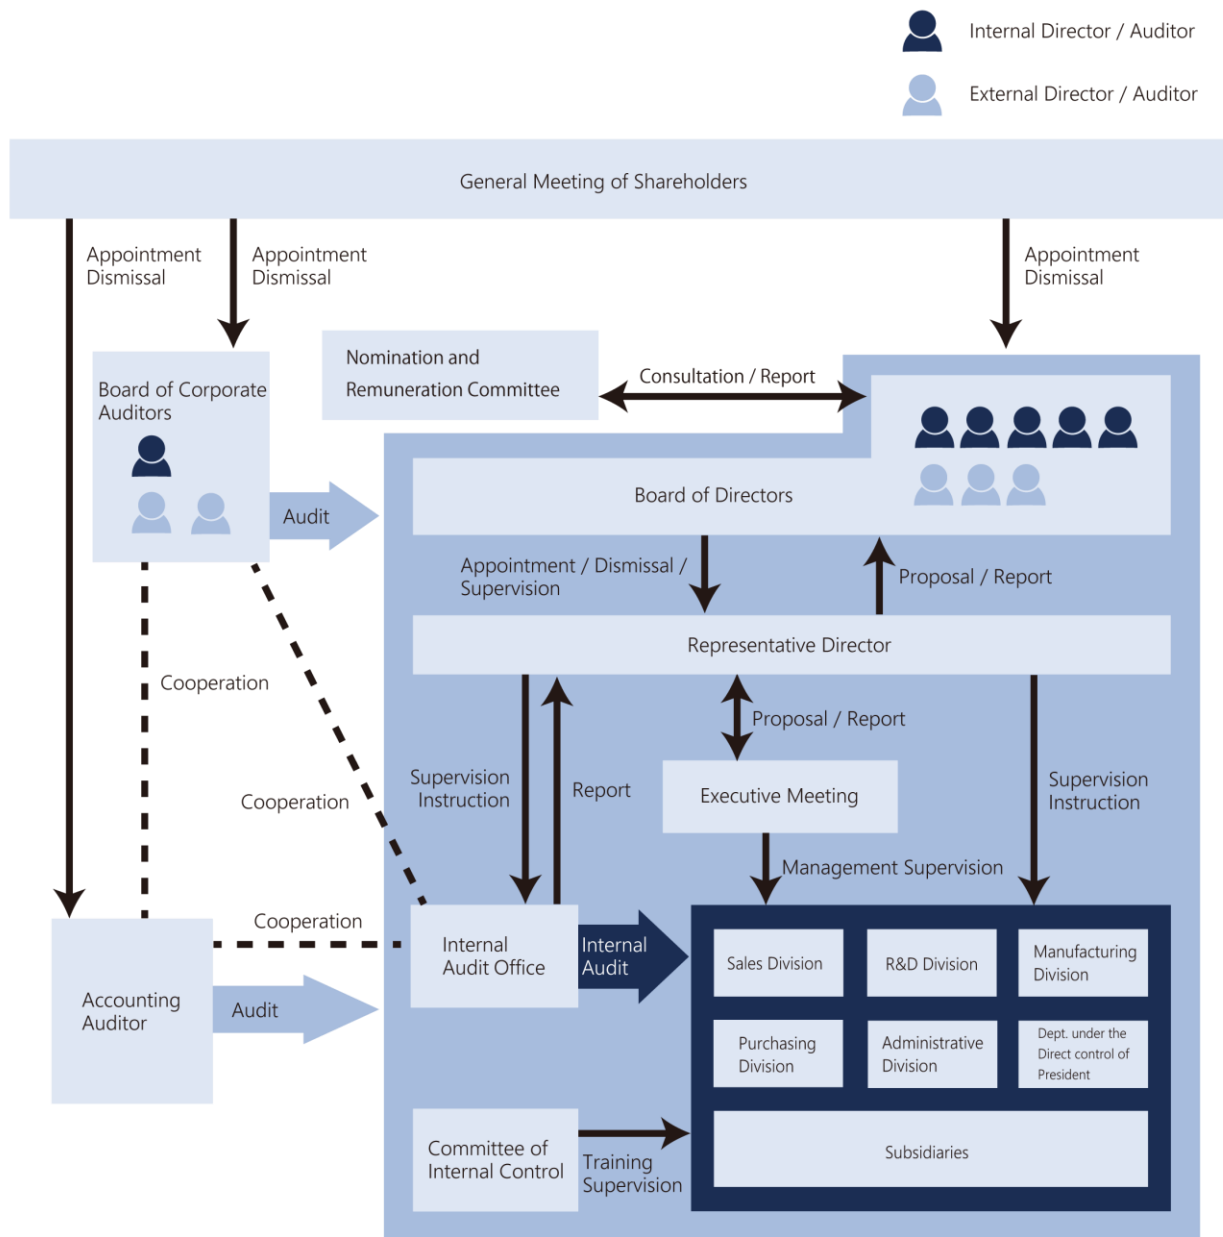 Internal Director / Auditor
External Director / Auditor
General Meeting of Shareholders
Appointment
Dismissal
Appointment
Dismissal
Appointment
Dismissal
Nomination and
Remuneration Committee
Consultation / Report
Board of Corporate
Auditors
Audit
Board of Directors
Appointment / Dismissal /
Supervision
Proposal / Report
Representative Director
Cooperation
Proposal / Report
Supervision
Instruction
Report
Executive Meeting
Supervision
Instruction
Cooperation
Management Supervision
Cooperation
Internal
Audit Office
Internal
Audit
Sales Division
R&D Division
Manufacturing
Division
Accounting
Auditor
Audit
Purchasing
Division
Administrative
Division
Dept. under the
Direct control of
President
Committee of
Internal Control
Training
Supervision
Subsidiaries